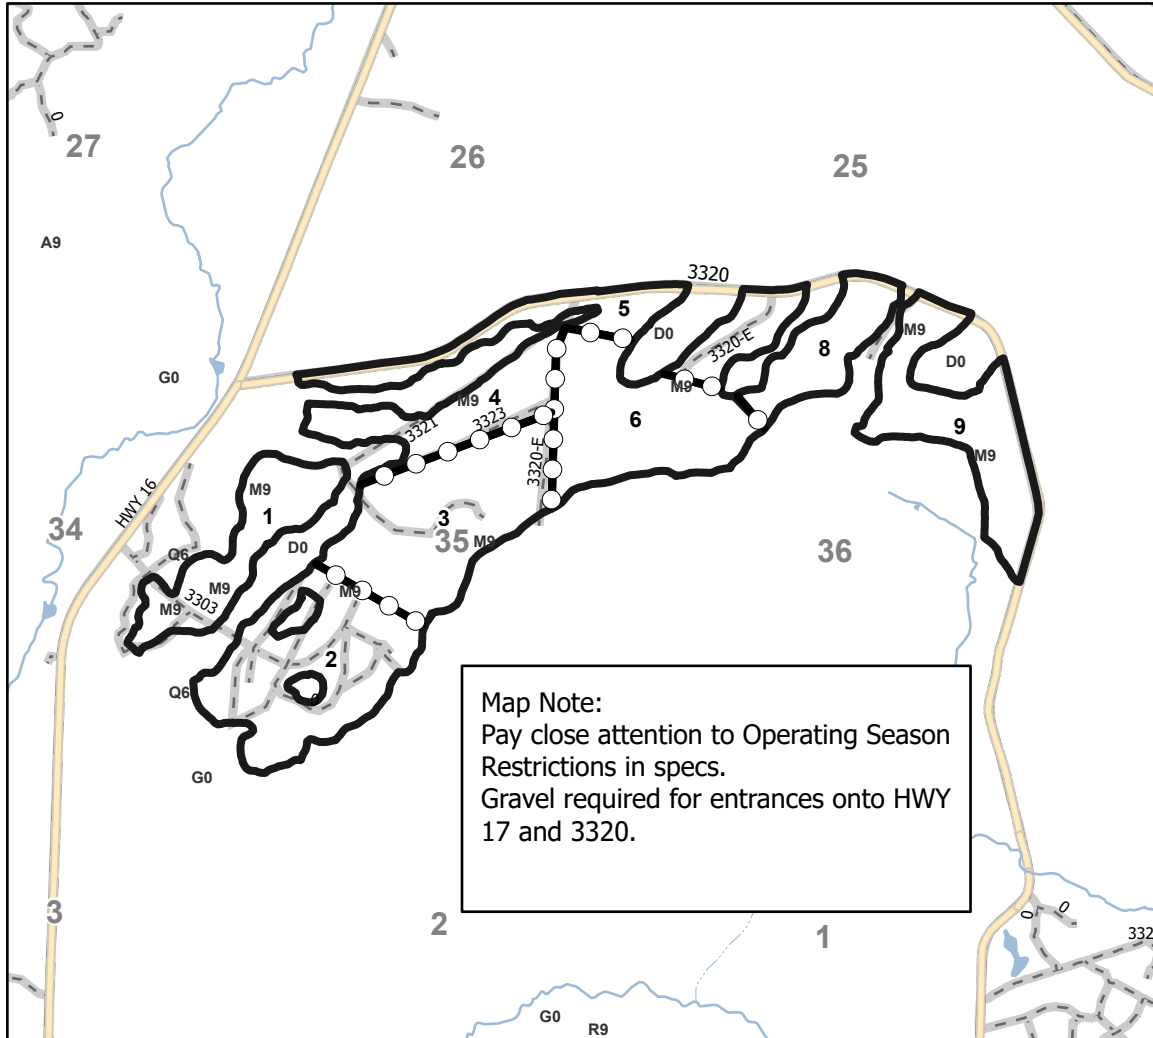 0
27
26
25
A9
3320
5
D0
M9
3320-E
8
D0
G0
M9
4
M9
6
9
3321
3323
M9
3320-E
M9
HWY 16
1
3
34
35
M9
36
D0
Q6
M9
M9
3303
M9
2
Q6
0
G0
Map Note:
Pay close attention to Operating Season
Restrictions in specs.
Gravel required for entrances onto HWY
17 and 3320.
3
2
1
0
0
332
G0
R9